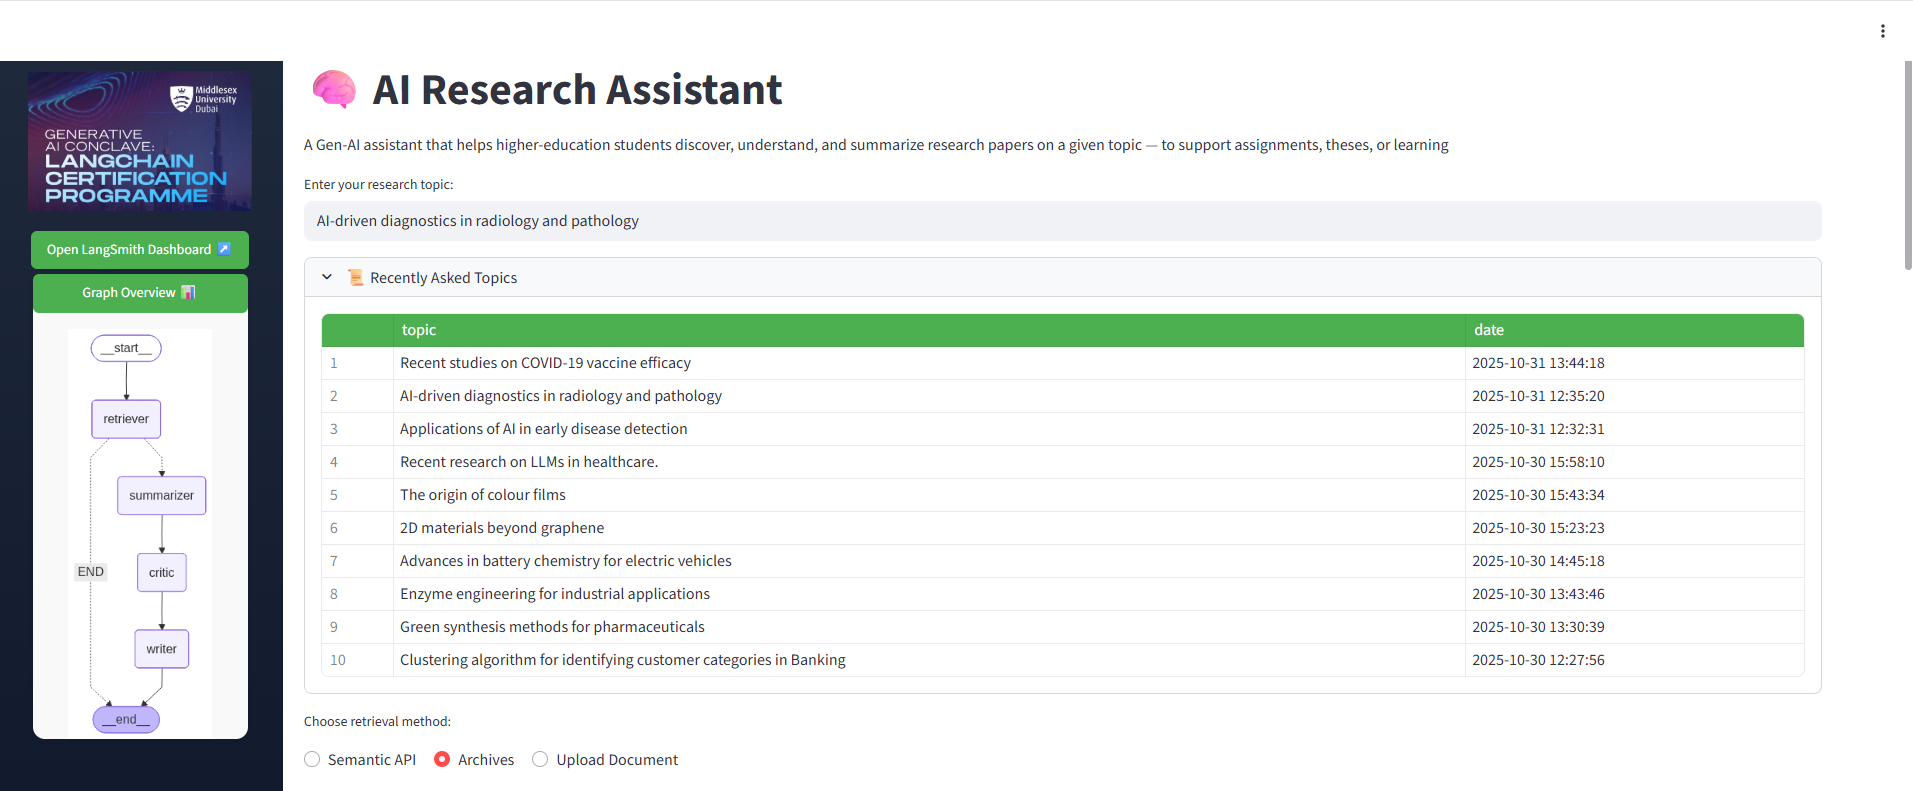 Middlesex
University
Dubai
GENERATIVE
AI CONCLAVE:
LANGCHAIN
CERTIFICATION
PROGRAMME
Open LangSmith Dashboard
Graph Overview
__start__
retriever
summarizer
critic
END
writer
__end__
AI Research Assistant
A Gen-AI assistant that helps higher-education students discover, understand, and summarize research papers on a given topic — to support assignments, theses, or learning
Enter your research topic:
AI-driven diagnostics in radiology and pathology
Recently Asked Topics
topic date
1 Recent studies on COVID-19 vaccine efficacy 2025-10-31 13:44:18
2 AI-driven diagnostics in radiology and pathology 2025-10-31 12:35:20
3 Applications of AI in early disease detection 2025-10-31 12:32:31
4 Recent research on LLMs in healthcare. 2025-10-30 15:58:10
5 The origin of colour films 2025-10-30 15:43:34
6 2D materials beyond graphene 2025-10-30 15:23:23
7 Advances in battery chemistry for electric vehicles 2025-10-30 14:45:18
8 Enzyme engineering for industrial applications 2025-10-30 13:43:46
9 Green synthesis methods for pharmaceuticals 2025-10-30 13:30:39
10 Clustering algorithm for identifying customer categories in Banking 2025-10-30 12:27:56
Choose retrieval method:
Semantic API Archives Upload Document